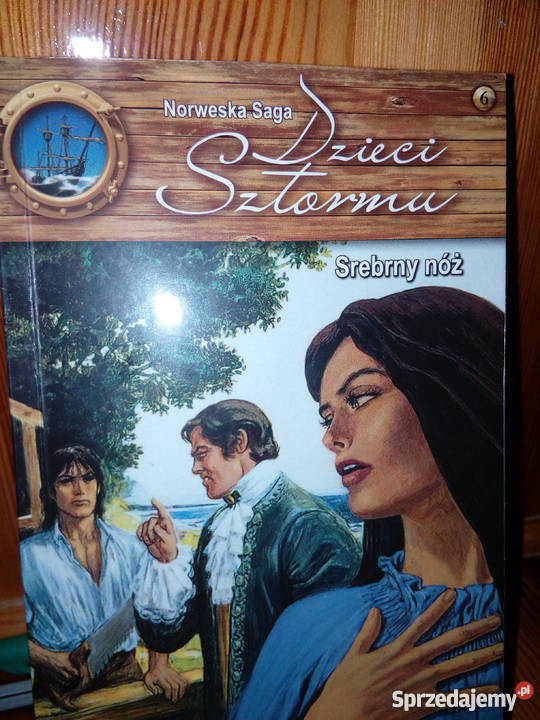 6
Norweska Saga
Dzieci
Sztormu
Srebrny nóż
Sprzedajemy.pl